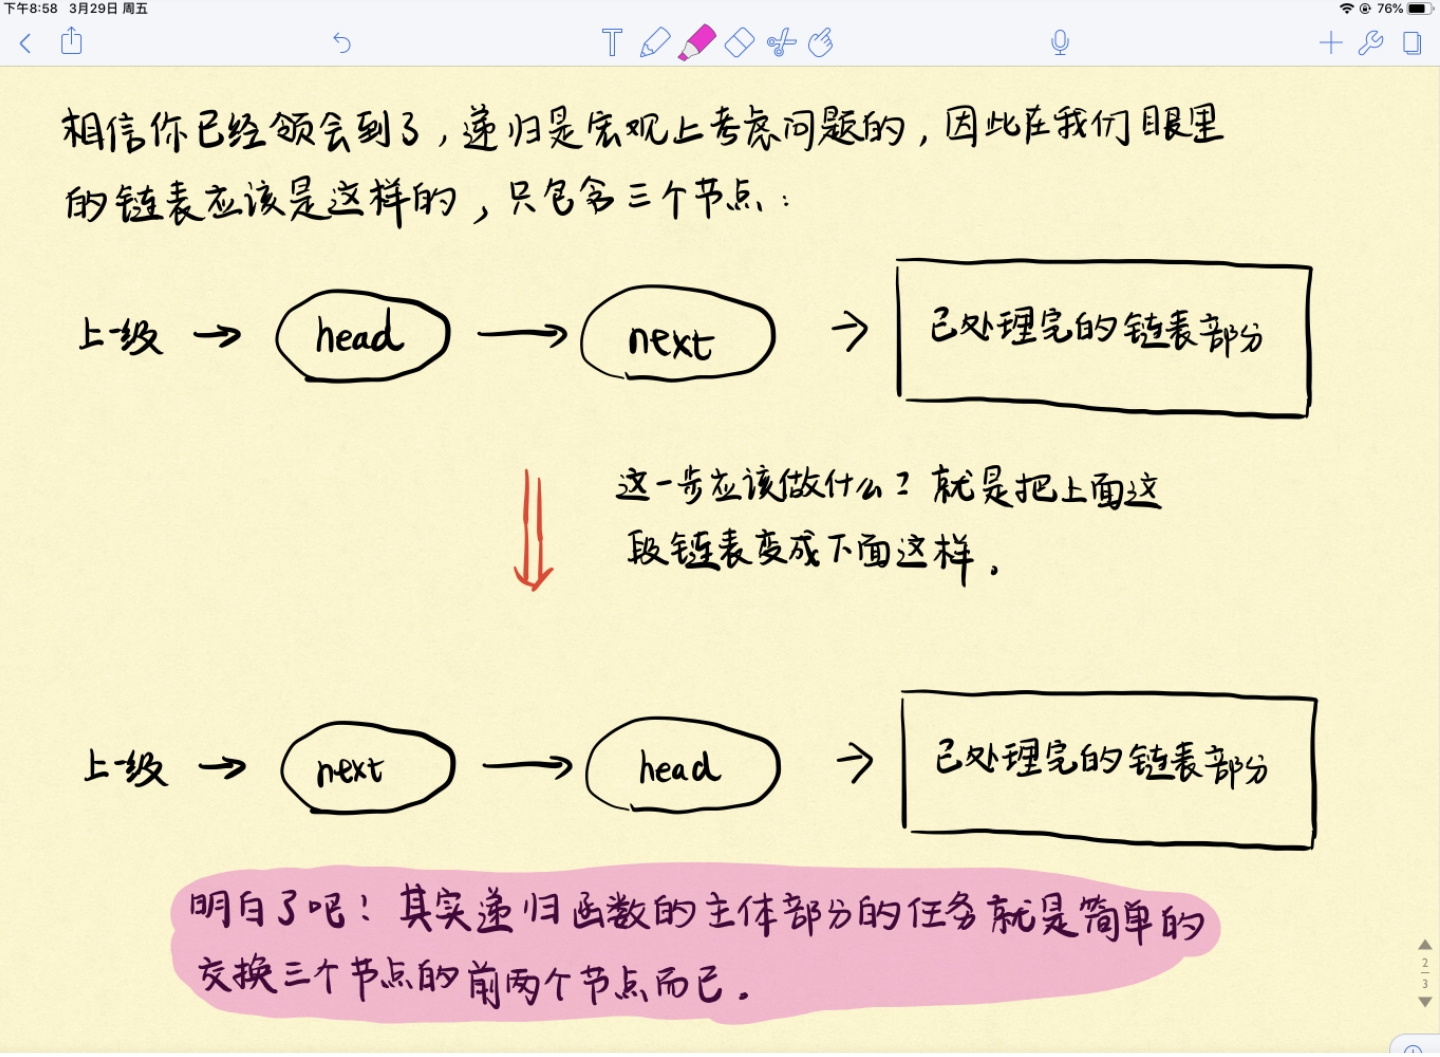 下午8:58 3月29日 周五
76%
T
相信你已经领会到了,递归是宏观上考虑问题的,因此在我们眼里
的链表应该是这样的,只包含三个节点:
上一级 → head → next → 已处理完的链表部分
这一步应该做什么?就是把上面这
段链表变成下面这样.
上一级 → next → head → 已处理完的链表部分
明白了吧!其实递归函数的主体部分的任务就是简单的
交换三个节点的前两个节点而已.
2
3